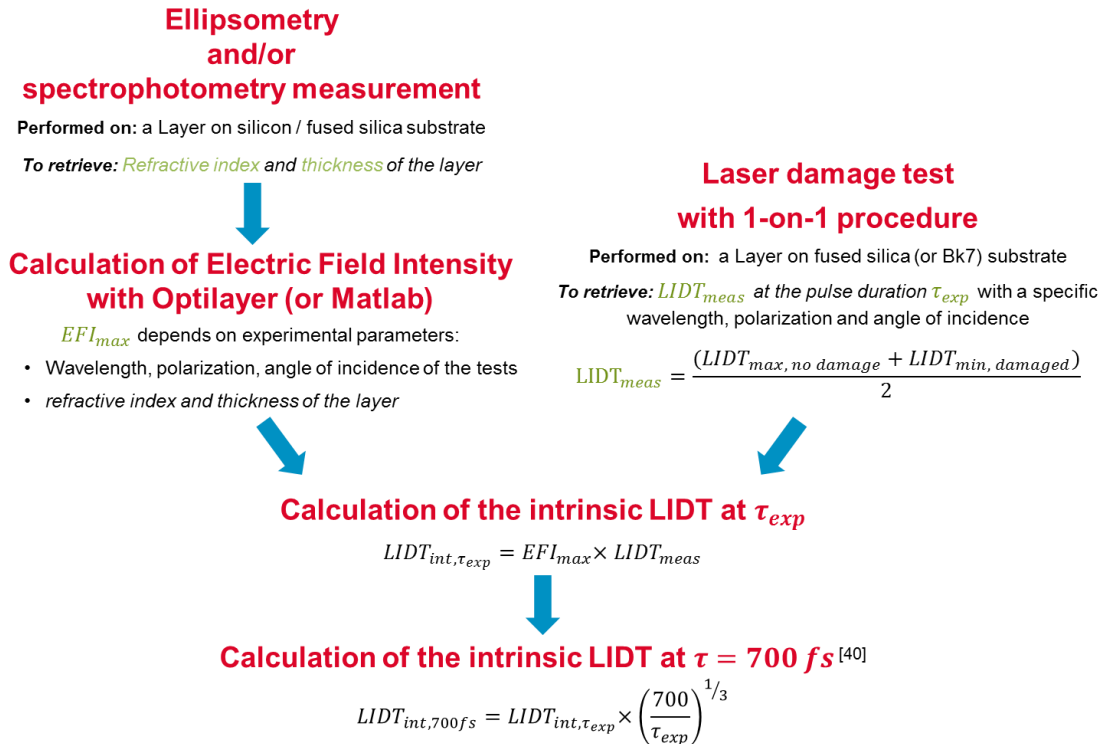 Ellipsometry
and/or
spectrophotometry measurement
Performed on: a Layer on silicon / fused silica substrate
To retrieve: Refractive index and thickness of the layer
Calculation of Electric Field Intensity
with Optilayer (or Matlab)
EFI_max depends on experimental parameters:
• Wavelength, polarization, angle of incidence of the tests
• refractive index and thickness of the layer
Laser damage test
with 1-on-1 procedure
Performed on: a Layer on fused silica (or Bk7) substrate
To retrieve: LIDT_meas at the pulse duration τ_exp with a specific
wavelength, polarization and angle of incidence
LIDT_meas = (LIDT_max, no damage + LIDT_min, damaged) / 2
Calculation of the intrinsic LIDT at τ_exp
LIDT_int,τ_exp = EFI_max × LIDT_meas
Calculation of the intrinsic LIDT at τ = 700 fs [40]
LIDT_int,700fs = LIDT_int,τ_exp × (700/τ_exp)^1/3